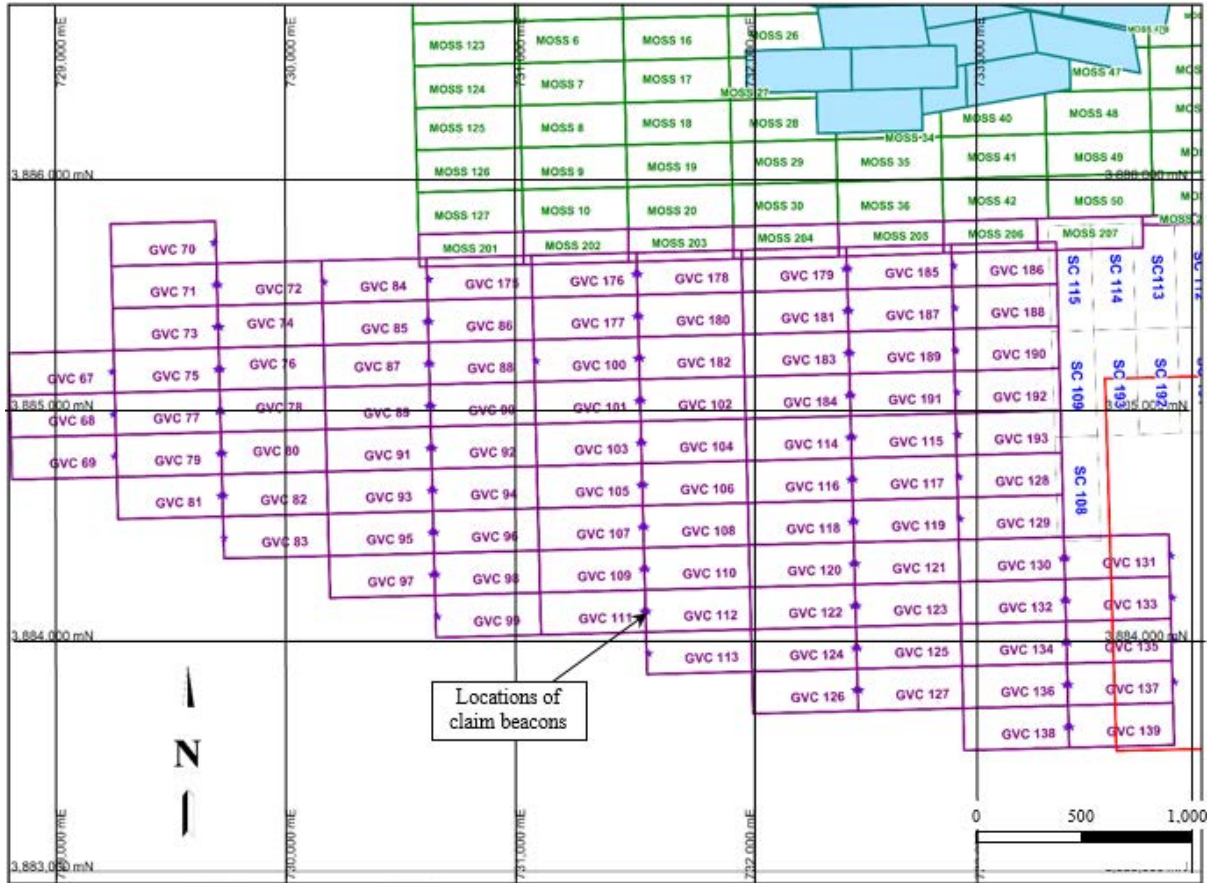 729,000 mE
730,000 mE
731,000 mE
732,000 mE
733,000 mE
MOSS 123
MOSS 6
MOSS 16
MOSS 26
MOSS 124
MOSS 7
MOSS 17
MOSS 27
MOSS 47
MOSS 125
MOSS 8
MOSS 18
MOSS 28
MOSS 34
MOSS 40
MOSS 48
MOSS 126
MOSS 9
MOSS 19
MOSS 29
MOSS 35
MOSS 41
MOSS 49
3,886,000 mN
MOSS 127
MOSS 10
MOSS 20
MOSS 30
MOSS 36
MOSS 42
MOSS 50
MOSS 201
MOSS 202
MOSS 203
MOSS 204
MOSS 205
MOSS 206
MOSS 207
GVC 70
GVC 71
GVC 72
GVC 84
GVC 175
GVC 176
GVC 178
GVC 179
GVC 185
GVC 186
SC 115
SC 114
SC113
SC 112
GVC 73
GVC 74
GVC 85
GVC 86
GVC 177
GVC 180
GVC 181
GVC 187
GVC 188
GVC 67
GVC 75
GVC 76
GVC 87
GVC 88
GVC 100
GVC 182
GVC 183
GVC 189
GVC 190
SC 109
SC 193
SC 192
3,885,000 mN
GVC 68
GVC 77
GVC 78
GVC 89
GVC 90
GVC 101
GVC 102
GVC 184
GVC 191
GVC 192
GVC 69
GVC 79
GVC 80
GVC 91
GVC 92
GVC 103
GVC 104
GVC 114
GVC 115
GVC 193
SC 108
GVC 81
GVC 82
GVC 93
GVC 94
GVC 105
GVC 106
GVC 116
GVC 117
GVC 128
GVC 83
GVC 95
GVC 96
GVC 107
GVC 108
GVC 118
GVC 119
GVC 129
GVC 97
GVC 98
GVC 109
GVC 110
GVC 120
GVC 121
GVC 130
GVC 131
GVC 99
GVC 111
GVC 112
GVC 122
GVC 123
GVC 132
GVC 133
3,884,000 mN
3,884,000 mN
GVC 113
GVC 124
GVC 125
GVC 134
GVC 135
Locations of
claim beacons
GVC 126
GVC 127
GVC 136
GVC 137
GVC 138
GVC 139
N
0 500 1,000
730,000 mE
731,000 mE
732,000 mE
3,883,000 mN